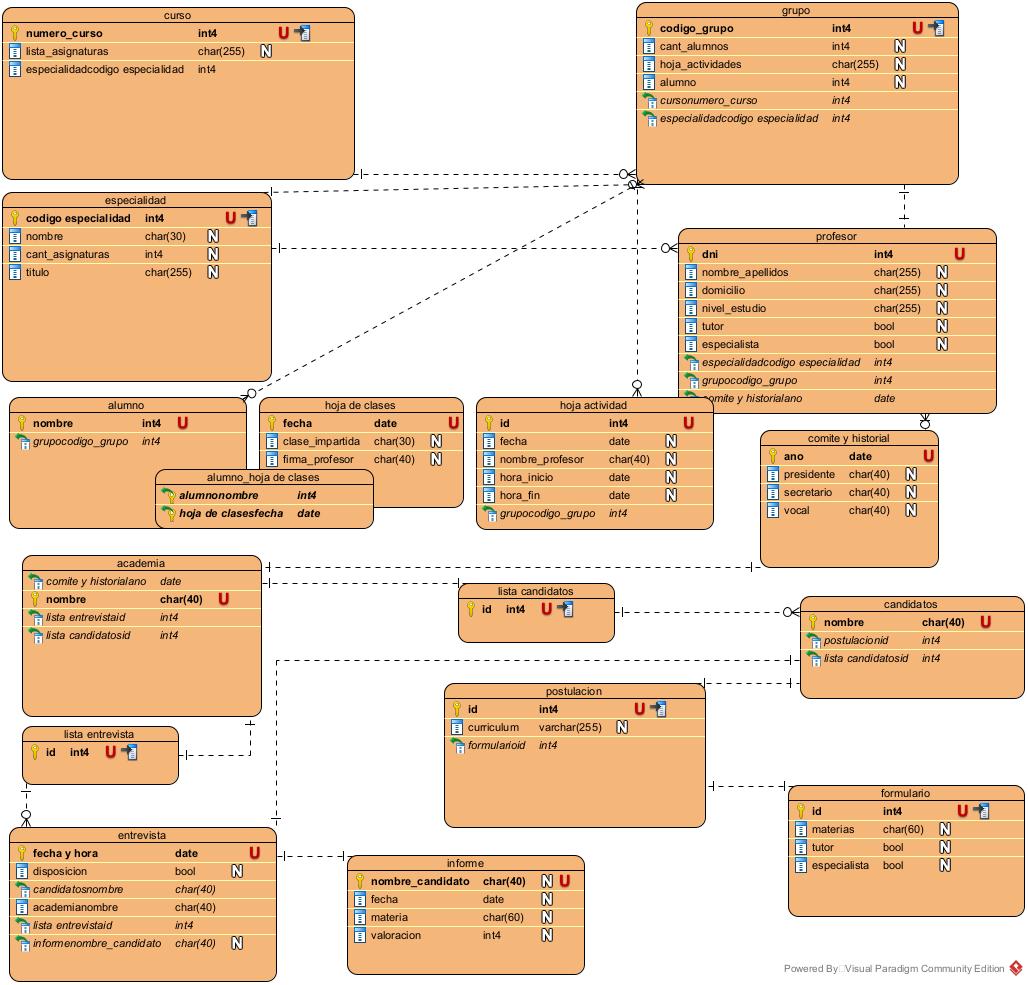 curso
numero_curso int4 U
lista_asignaturas char(255) N
especialidadcodigo especialidad int4
grupo
codigo_grupo int4 U
cant_alumnos int4 N
hoja_actividades char(255) N
alumno int4 N
cursonumero_curso int4
especialidadcodigo especialidad int4
especialidad
codigo especialidad int4 U
nombre char(30) N
cant_asignaturas int4 N
titulo char(255) N
profesor
dni int4 U
nombre_apellidos char(255) N
domicilio char(255) N
nivel_estudio char(255) N
tutor bool N
especialista bool N
especialidadcodigo especialidad int4
grupocodigo_grupo int4
comite y historialano date
alumno
nombre int4 U
grupocodigo_grupo int4
hoja de clases
fecha date U
clase_impartida char(30) N
firma_profesor char(40) N
alumno_hoja de clases
alumnonombre int4
hoja de clasesfecha date
hoja actividad
id int4 U
fecha date N
nombre_profesor char(40) N
hora_inicio date N
hora_fin date N
grupocodigo_grupo int4
comite y historial
ano date U
presidente char(40) N
secretario char(40) N
vocal char(40) N
academia
comite y historialano date
nombre char(40) U
lista entrevistaid int4
lista candidatosid int4
lista candidatos
id int4 U
candidatos
nombre char(40) U
postulacionid int4
lista candidatosid int4
postulacion
id int4 U
curriculum varchar(255) N
formularioid int4
lista entrevista
id int4 U
formulario
id int4 U
materias char(60) N
tutor bool N
especialista bool N
entrevista
fecha y hora date U
disposicion bool N
candidatosnombre char(40)
academianombre char(40)
lista entrevistaid int4
informenombre_candidato char(40) N
informe
nombre_candidato char(40) N U
fecha date N
materia char(60) N
valoracion int4 N
Powered By Visual Paradigm Community Edition